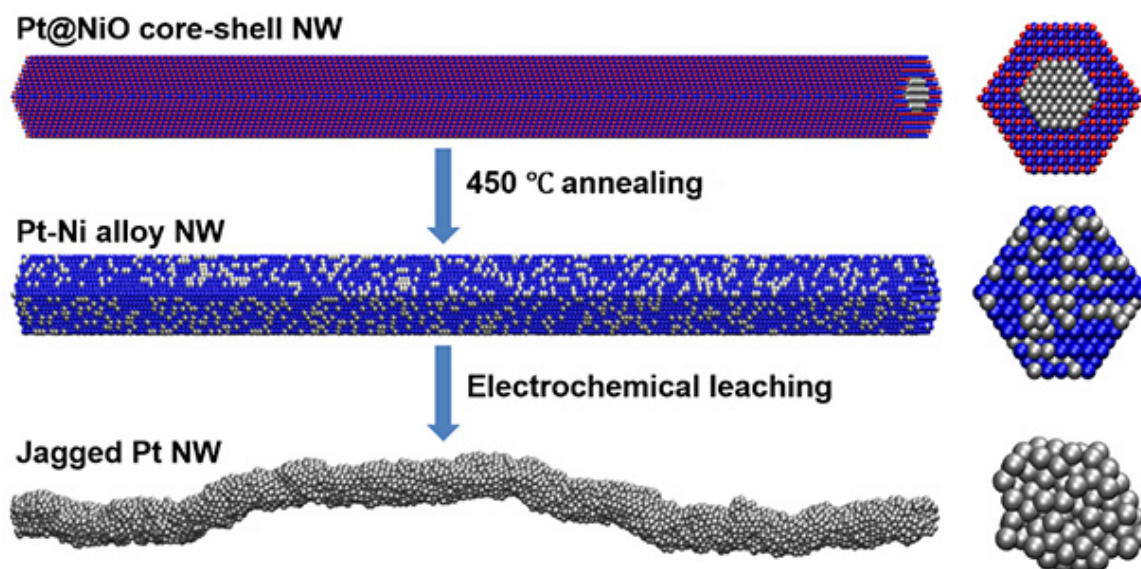 Pt@NiO core-shell NW
450 ℃ annealing
Pt-Ni alloy NW
Electrochemical leaching
Jagged Pt NW